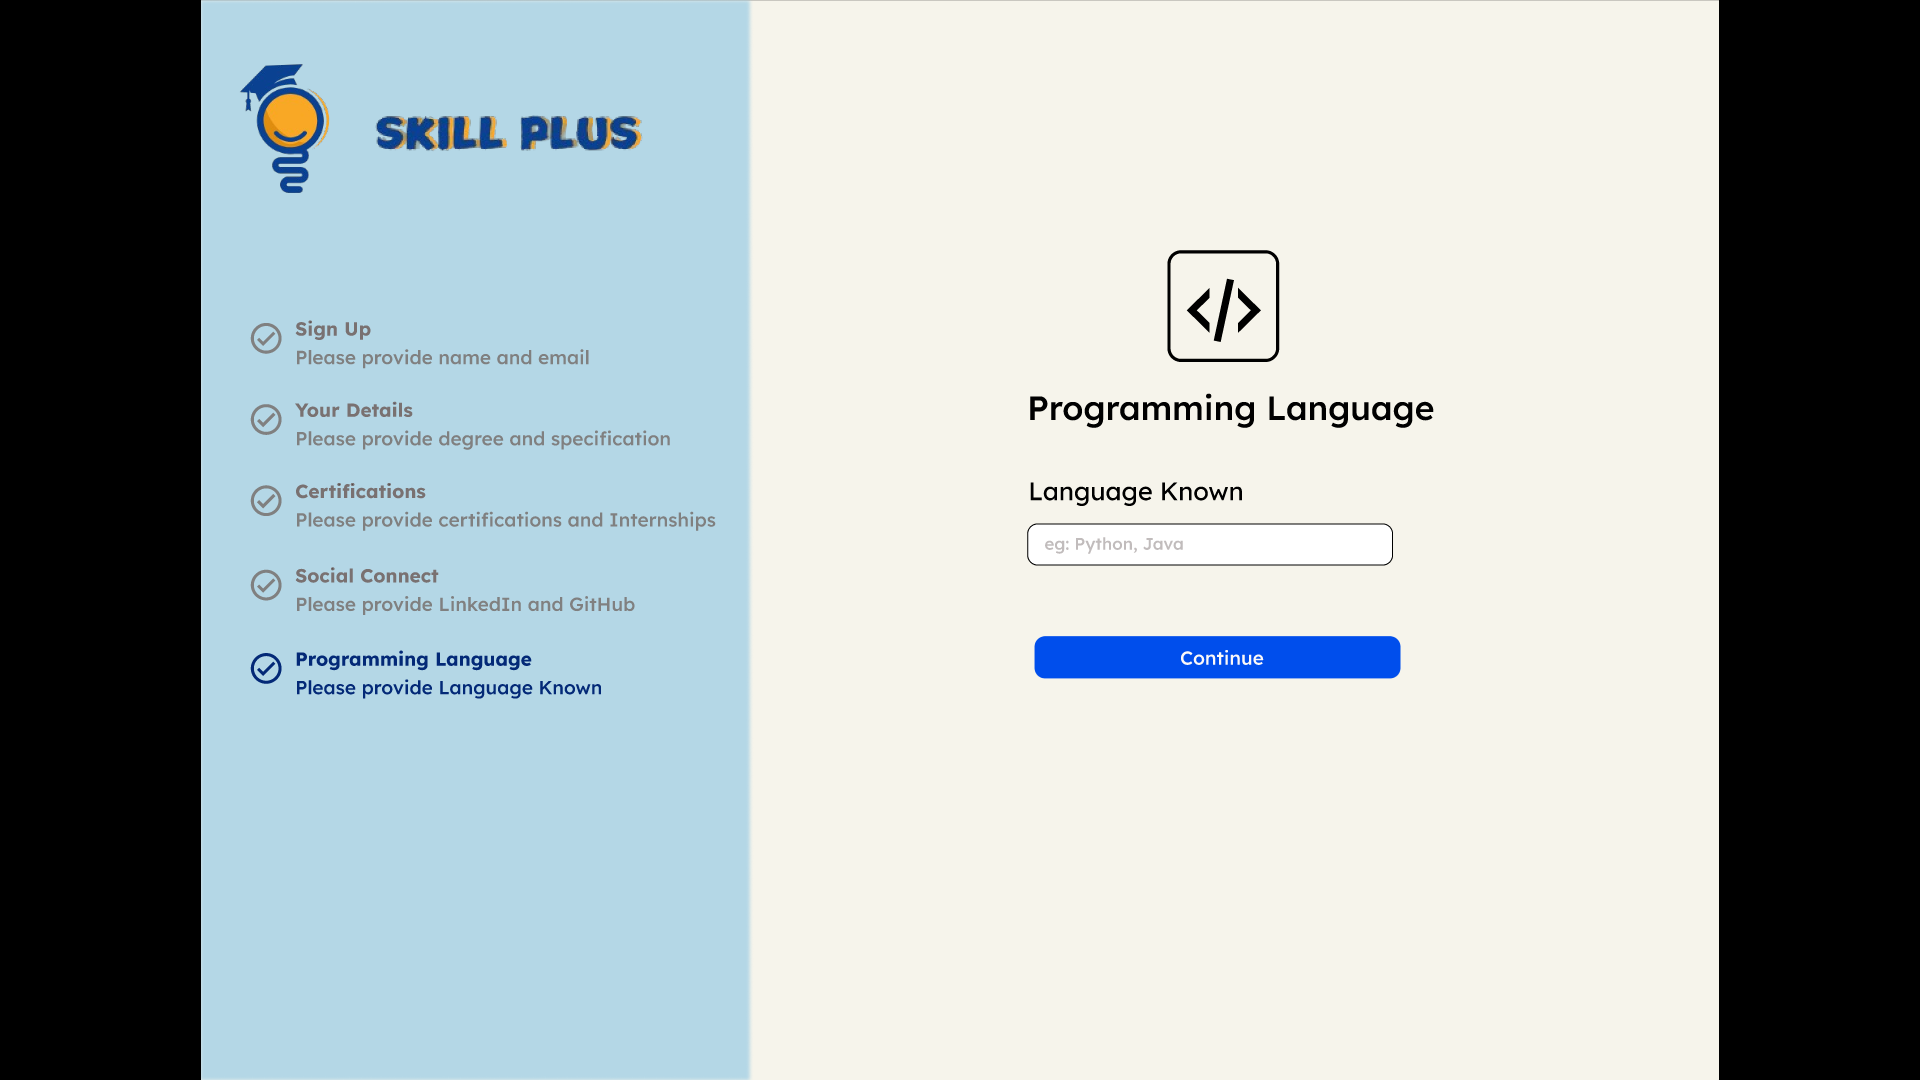 SKILL PLUS
Sign Up
Please provide name and email
Your Details
Please provide degree and specification
Certifications
Please provide certifications and Internships
Social Connect
Please provide LinkedIn and GitHub
Programming Language
Please provide Language Known
</>
Programming Language
Language Known
eg: Python, Java
Continue